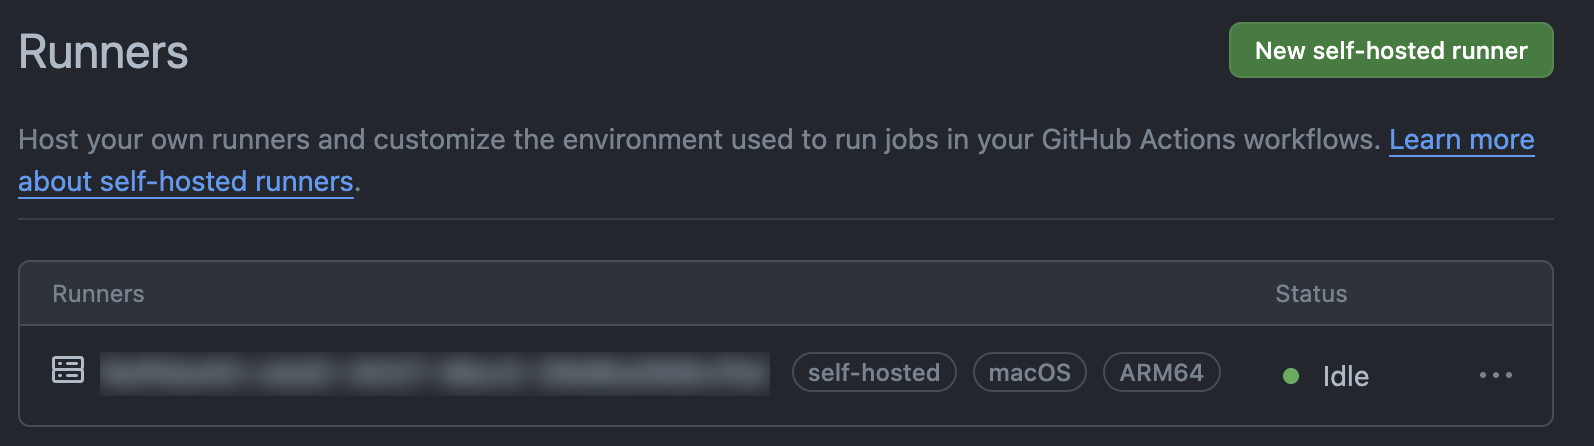 Runners
New self-hosted runner
Host your own runners and customize the environment used to run jobs in your GitHub Actions workflows. Learn more
about self-hosted runners.
Runners Status
self-hosted macOS ARM64 Idle